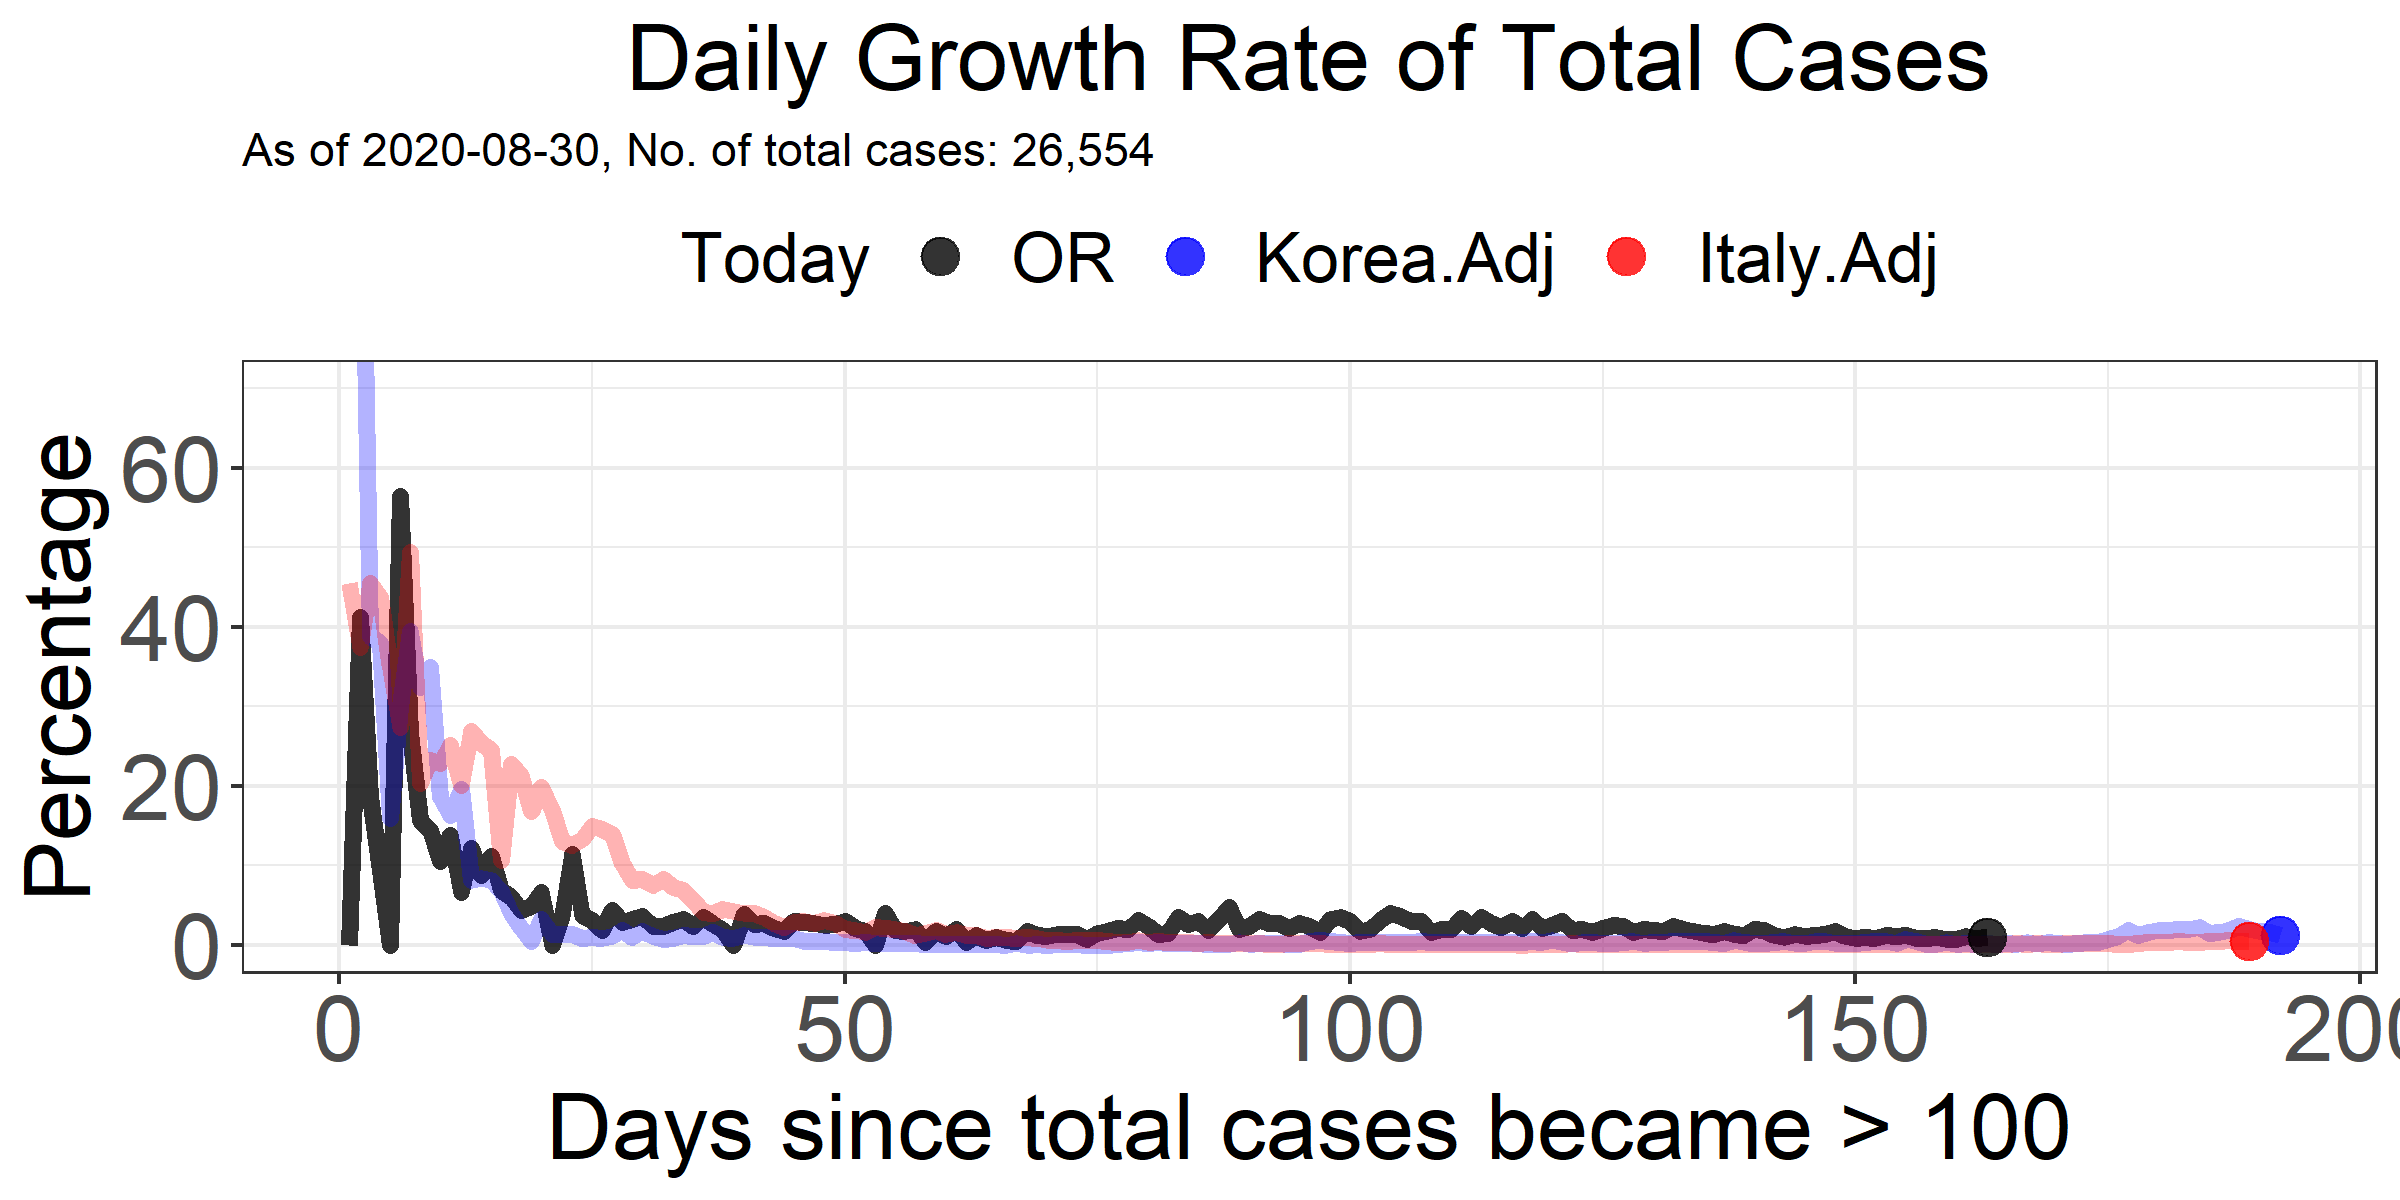 Daily Growth Rate of Total Cases
As of 2020-08-30, No. of total cases: 26,554
Today OR Korea.Adj Italy.Adj
Percentage
60
40
20
0
0 50 100 150 200
Days since total cases became > 100